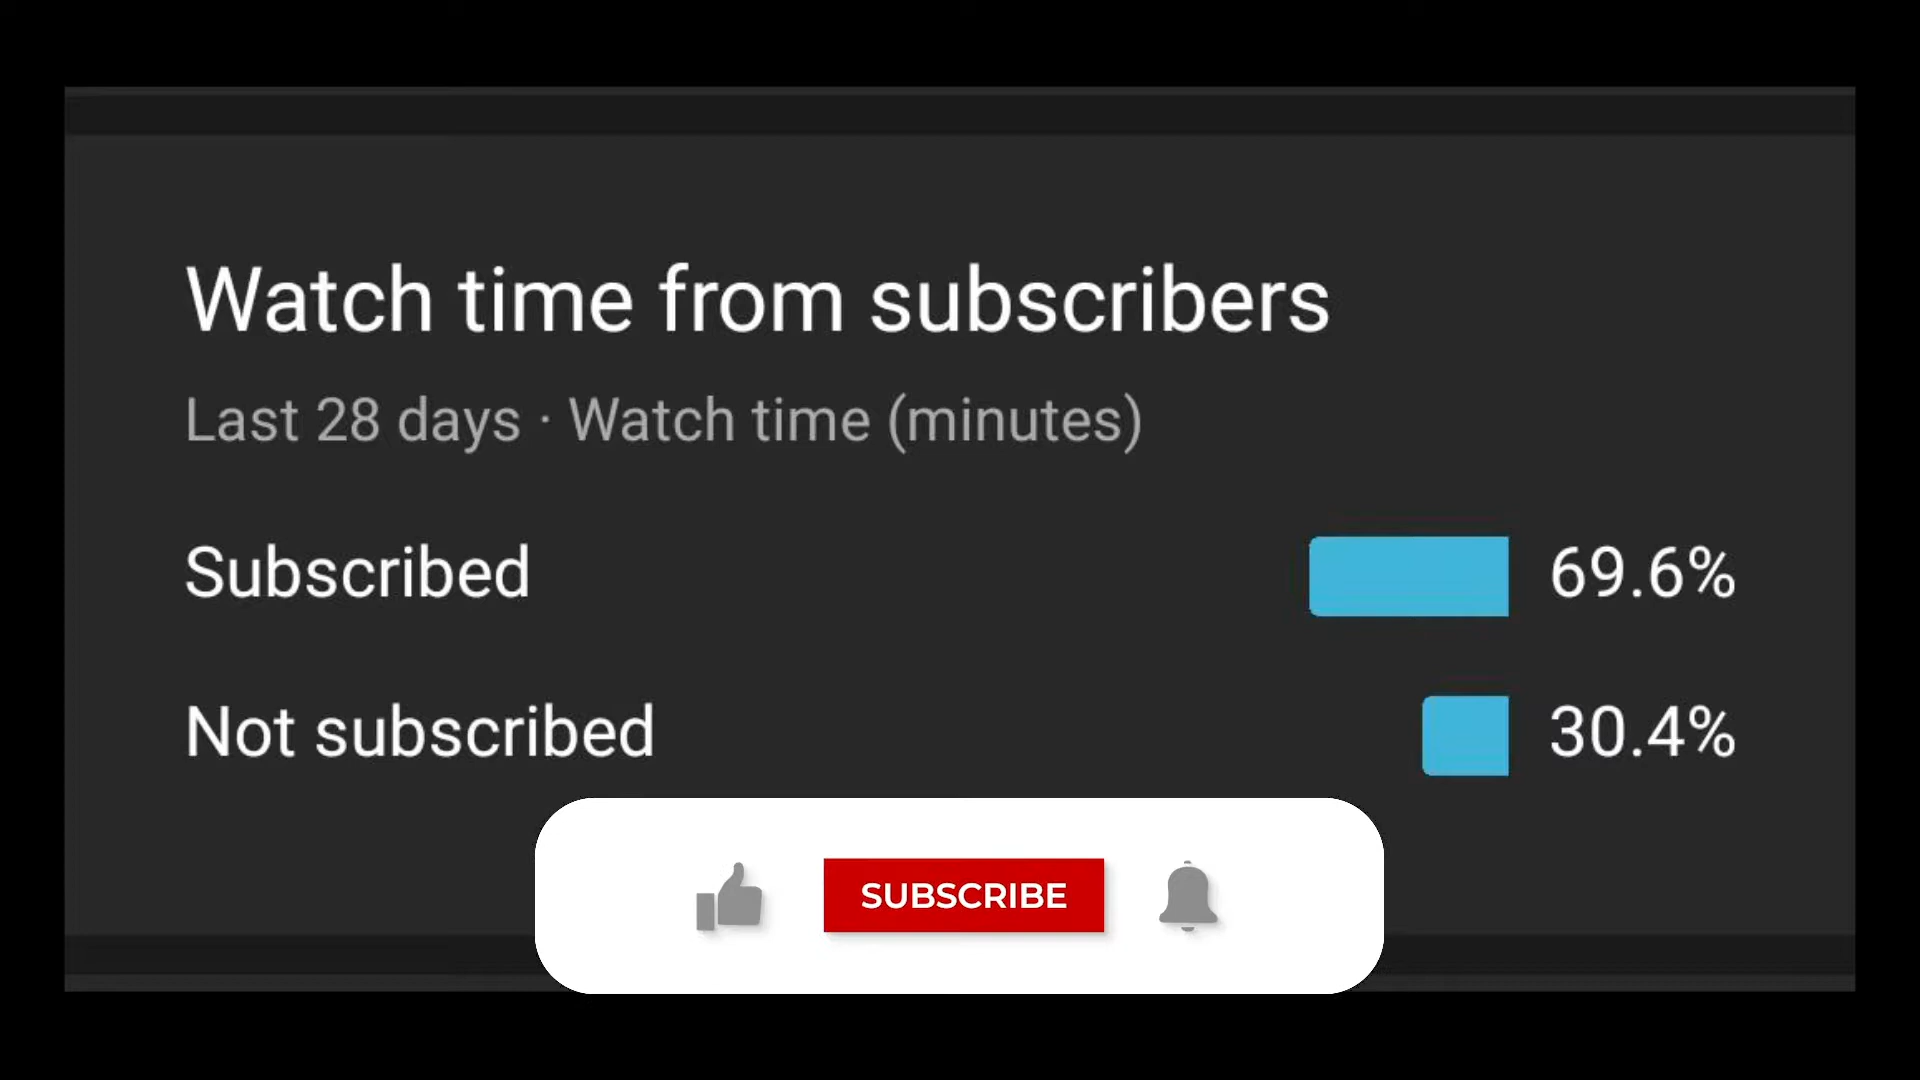 Watch time from subscribers
Last 28 days · Watch time (minutes)
Subscribed 69.6%
Not subscribed 30.4%
SUBSCRIBE